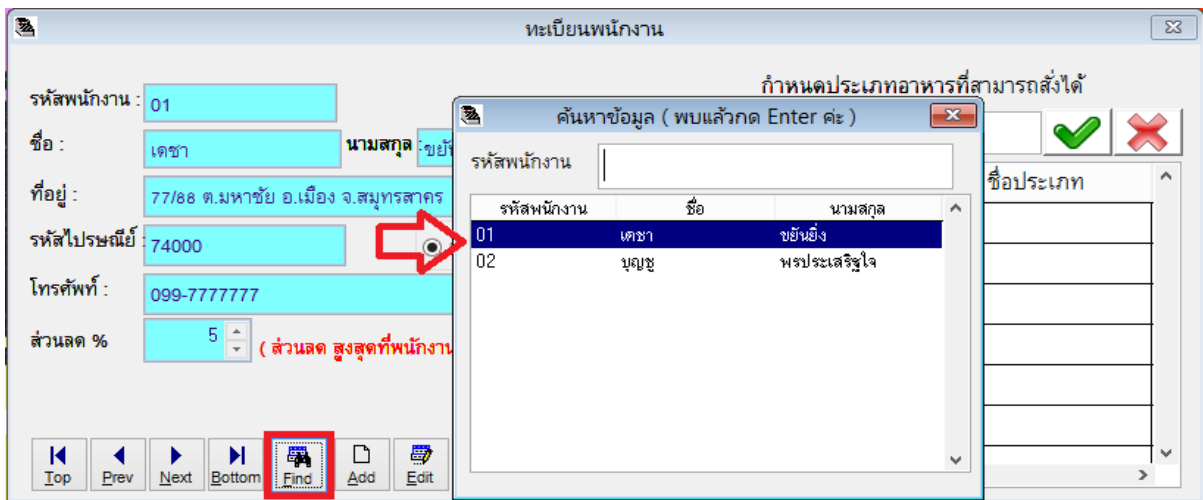 ทะเบียนพนักงาน
กำหนดประเภทอาหารที่สามารถสั่งได้
รหัสพนักงาน : 01
ชื่อ : เดชา นามสกุล :
ที่อยู่ : 77/88 ต.มหาชัย อ.เมือง จ.สมุทรสาคร
รหัสไปรษณีย์ : 74000
โทรศัพท์ : 099-7777777
ส่วนลด % 5 ( ส่วนลด สูงสุดที่พนักงาน
ชื่อประเภท
ค้นหาข้อมูล ( พบแล้วกด Enter ค่ะ )
รหัสพนักงาน
รหัสพนักงาน ชื่อ นามสกุล
01 เดชา ขยันยิ่ง
02 บุญชู พรประเสริฐใจ
Top Prev Next Bottom Find Add Edit